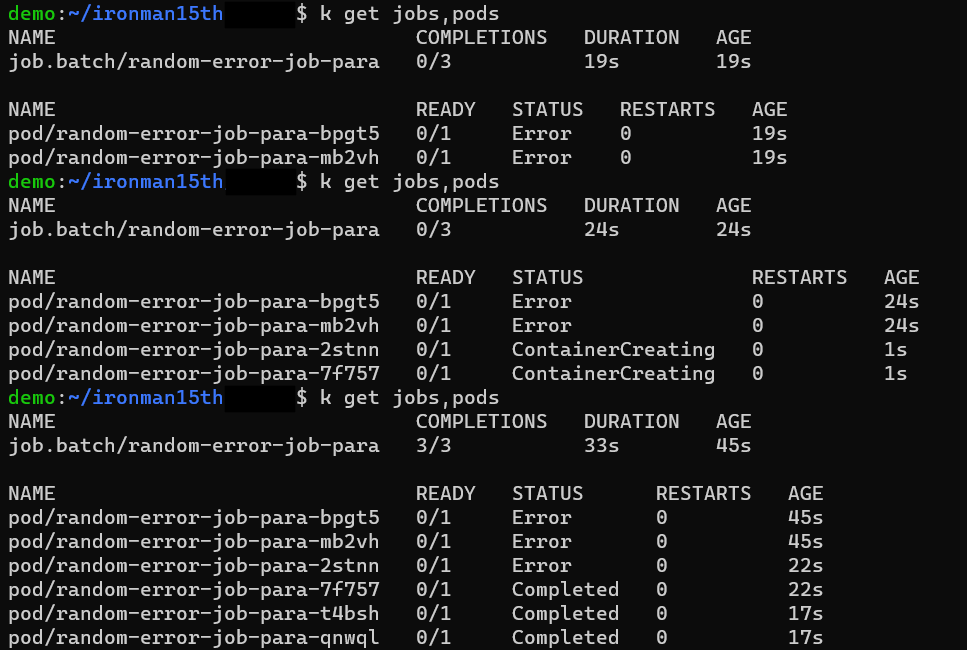 demo:~/ironman15th $ k get jobs,pods
NAME COMPLETIONS DURATION AGE
job.batch/random-error-job-para 0/3 19s 19s
NAME READY STATUS RESTARTS AGE
pod/random-error-job-para-bpgt5 0/1 Error 0 19s
pod/random-error-job-para-mb2vh 0/1 Error 0 19s
demo:~/ironman15th $ k get jobs,pods
NAME COMPLETIONS DURATION AGE
job.batch/random-error-job-para 0/3 24s 24s
NAME READY STATUS RESTARTS AGE
pod/random-error-job-para-bpgt5 0/1 Error 0 24s
pod/random-error-job-para-mb2vh 0/1 Error 0 24s
pod/random-error-job-para-2stnn 0/1 ContainerCreating 0 1s
pod/random-error-job-para-7f757 0/1 ContainerCreating 0 1s
demo:~/ironman15th $ k get jobs,pods
NAME COMPLETIONS DURATION AGE
job.batch/random-error-job-para 3/3 33s 45s
NAME READY STATUS RESTARTS AGE
pod/random-error-job-para-bpgt5 0/1 Error 0 45s
pod/random-error-job-para-mb2vh 0/1 Error 0 45s
pod/random-error-job-para-2stnn 0/1 Error 0 22s
pod/random-error-job-para-7f757 0/1 Completed 0 22s
pod/random-error-job-para-t4bsh 0/1 Completed 0 17s
pod/random-error-job-para-qnwql 0/1 Completed 0 17s